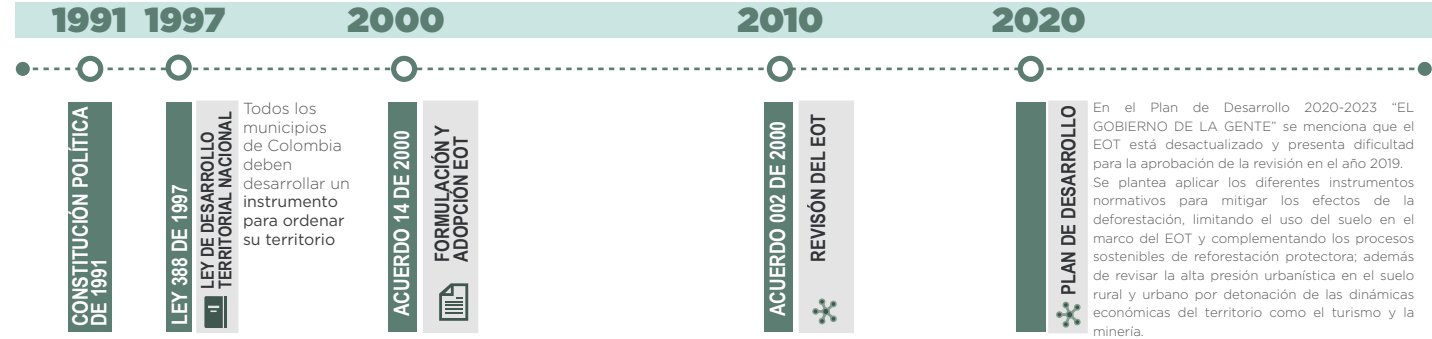 1991 1997 2000 2010 2020
CONSTITUCIÓN POLÍTICA
DE 1991
LEY 388 DE 1997
LEY DE DESARROLLO
TERRITORIAL NACIONAL
Todos los
municipios
de Colombia
deben
desarrollar un
instrumento
para ordenar
su territorio
ACUERDO 14 DE 2000
FORMULACIÓN Y
ADOPCIÓN EOT
ACUERDO 002 DE 2000
REVISÓN DEL EOT
PLAN DE DESARROLLO
En el Plan de Desarrollo 2020-2023 “EL
GOBIERNO DE LA GENTE” se menciona que el
EOT está desactualizado y presenta dificultad
para la aprobación de la revisión en el año 2019.
Se plantea aplicar los diferentes instrumentos
normativos para mitigar los efectos de la
deforestación, limitando el uso del suelo en el
marco del EOT y complementando los procesos
sostenibles de reforestación protectora; además
de revisar la alta presión urbanística en el suelo
rural y urbano por detonación de las dinámicas
económicas del territorio como el turismo y la
minería.